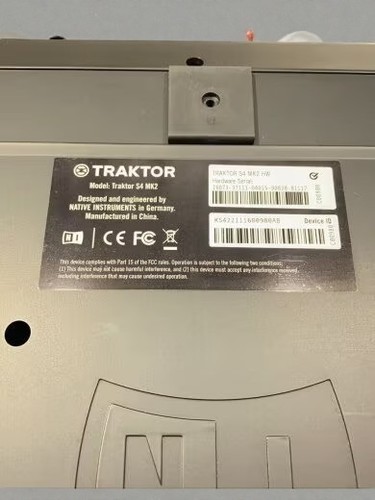 TRAKTOR
Model: Traktor S4 MK2
Designed and engineered by
NATIVE INSTRUMENTS in Germany.
Manufactured in China.
NI CE FC
This device complies with Part 15 of the FCC rules. Operation is subject to the following two conditions:
(1) This device may not cause harmful interference, and (2) this device must accept any interference received,
including interference that may cause undesired operation.
TRAKTOR S4 MK2 HW
Hardware Serial
Device ID
NI